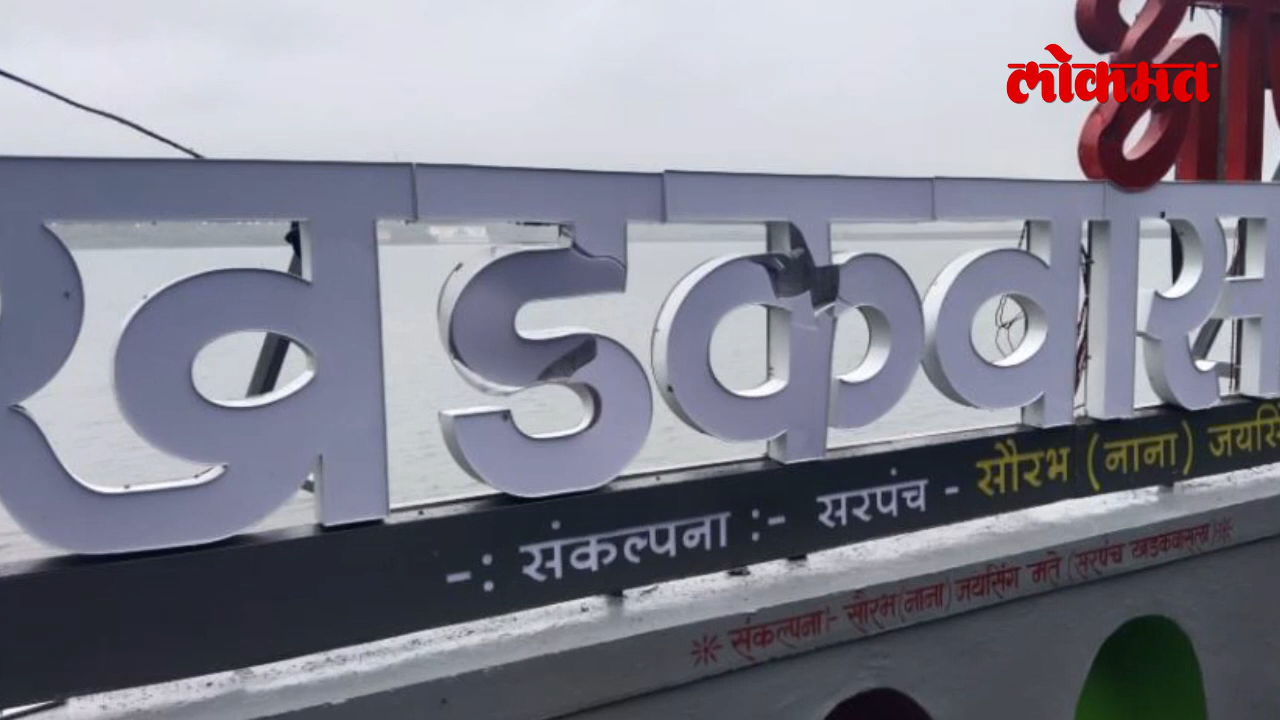 लोकमत
खडकवास
-: संकल्पना :- सरपंच - सौरभ (नाना) जयसिं
संकल्पना:- सौरभ (नाना) जयसिंग मते (सरपंच खडकवासला)